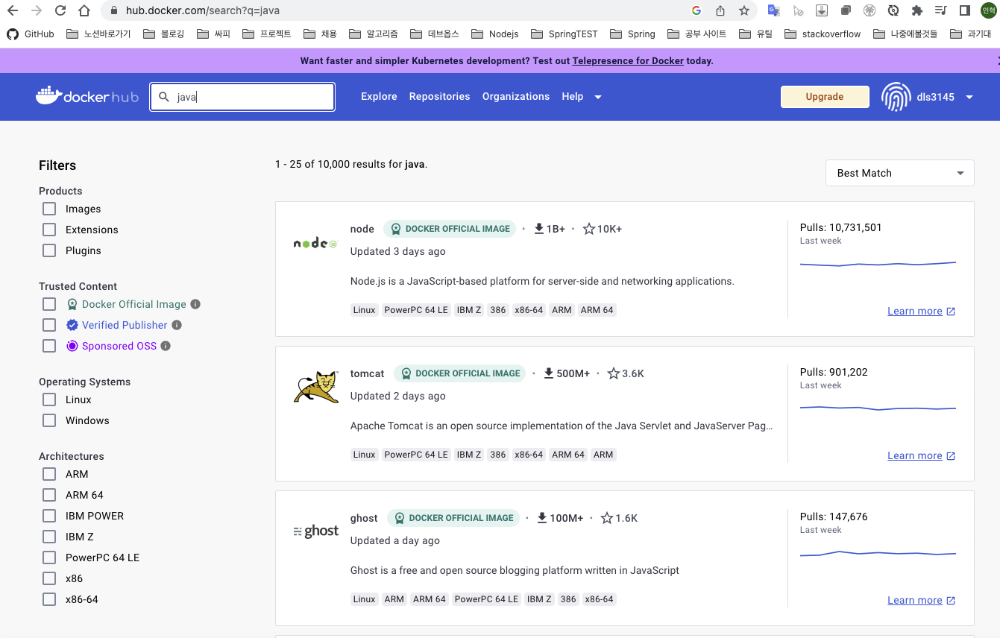 hub.docker.com/search?q=java
인혁
GitHub 노션바로가기 블로깅 싸피 프로젝트 채용 알고리즘 데브옵스 Nodejs SpringTEST Spring 공부 사이트 유틸 stackoverflow 나중에볼것들 과기대
Want faster and simpler Kubernetes development? Test out Telepresence for Docker today.
dockerhub java Explore Repositories Organizations Help Upgrade dls3145
Filters
Products
Images
Extensions
Plugins
Trusted Content
Docker Official Image
Verified Publisher
Sponsored OSS
Operating Systems
Linux
Windows
Architectures
ARM
ARM 64
IBM POWER
IBM Z
PowerPC 64 LE
x86
x86-64
1 - 25 of 10,000 results for java.
Best Match
node
node DOCKER OFFICIAL IMAGE • 1B+ • 10K+
Updated 3 days ago
Node.js is a JavaScript-based platform for server-side and networking applications.
Linux PowerPC 64 LE IBM Z 386 x86-64 ARM ARM 64
Pulls: 10,731,501
Last week
Learn more
tomcat DOCKER OFFICIAL IMAGE • 500M+ • 3.6K
Updated 2 days ago
Apache Tomcat is an open source implementation of the Java Servlet and JavaServer Pag...
Linux PowerPC 64 LE IBM Z 386 x86-64 ARM 64 ARM
Pulls: 901,202
Last week
Learn more
ghost
ghost DOCKER OFFICIAL IMAGE • 100M+ • 1.6K
Updated a day ago
Ghost is a free and open source blogging platform written in JavaScript
Linux ARM ARM 64 PowerPC 64 LE IBM Z 386 x86-64
Pulls: 147,676
Last week
Learn more